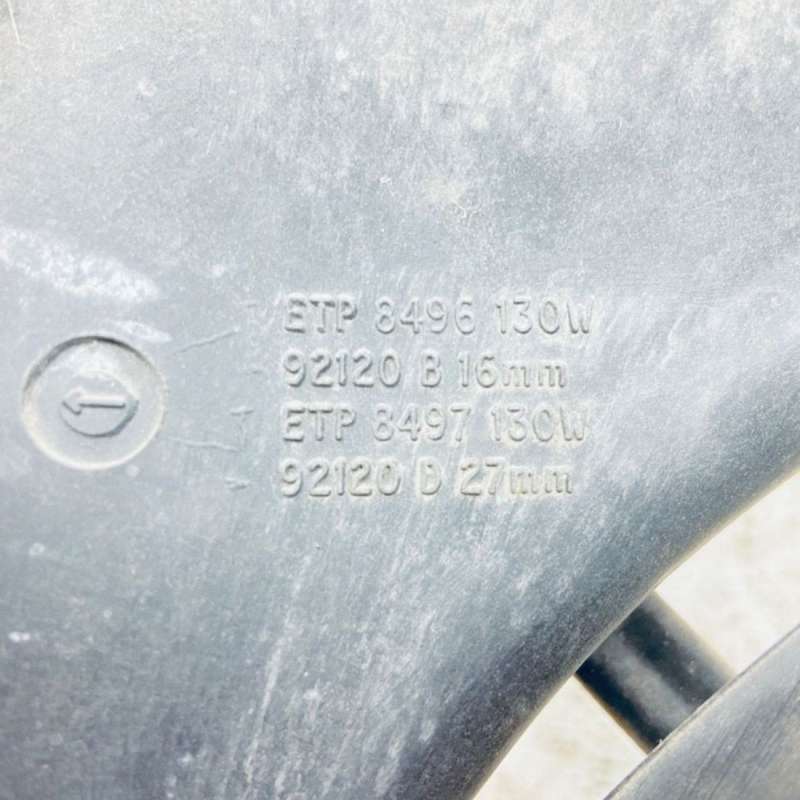 ETP 8496 130W
92120 B 16mm
ETP 8497 130W
92120 D 27mm